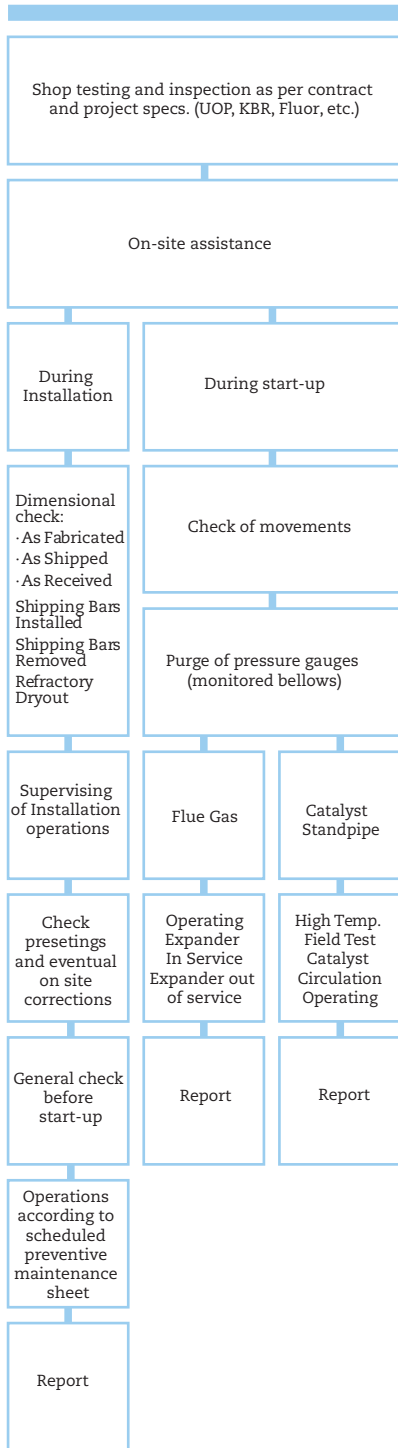 Shop testing and inspection as per contract
and project specs. (UOP, KBR, Fluor, etc.)
On-site assistance
During
Installation
During start-up
Dimensional
check:
· As Fabricated
· As Shipped
· As Received
Shipping Bars
Installed
Shipping Bars
Removed
Refractory
Dryout
Check of movements
Purge of pressure gauges
(monitored bellows)
Supervising
of Installation
operations
Flue Gas
Catalyst
Standpipe
Check
presetings
and eventual
on site
corrections
Operating
Expander
In Service
Expander out
of service
High Temp.
Field Test
Catalyst
Circulation
Operating
General check
before
start-up
Report
Report
Operations
according to
scheduled
preventive
maintenance
sheet
Report